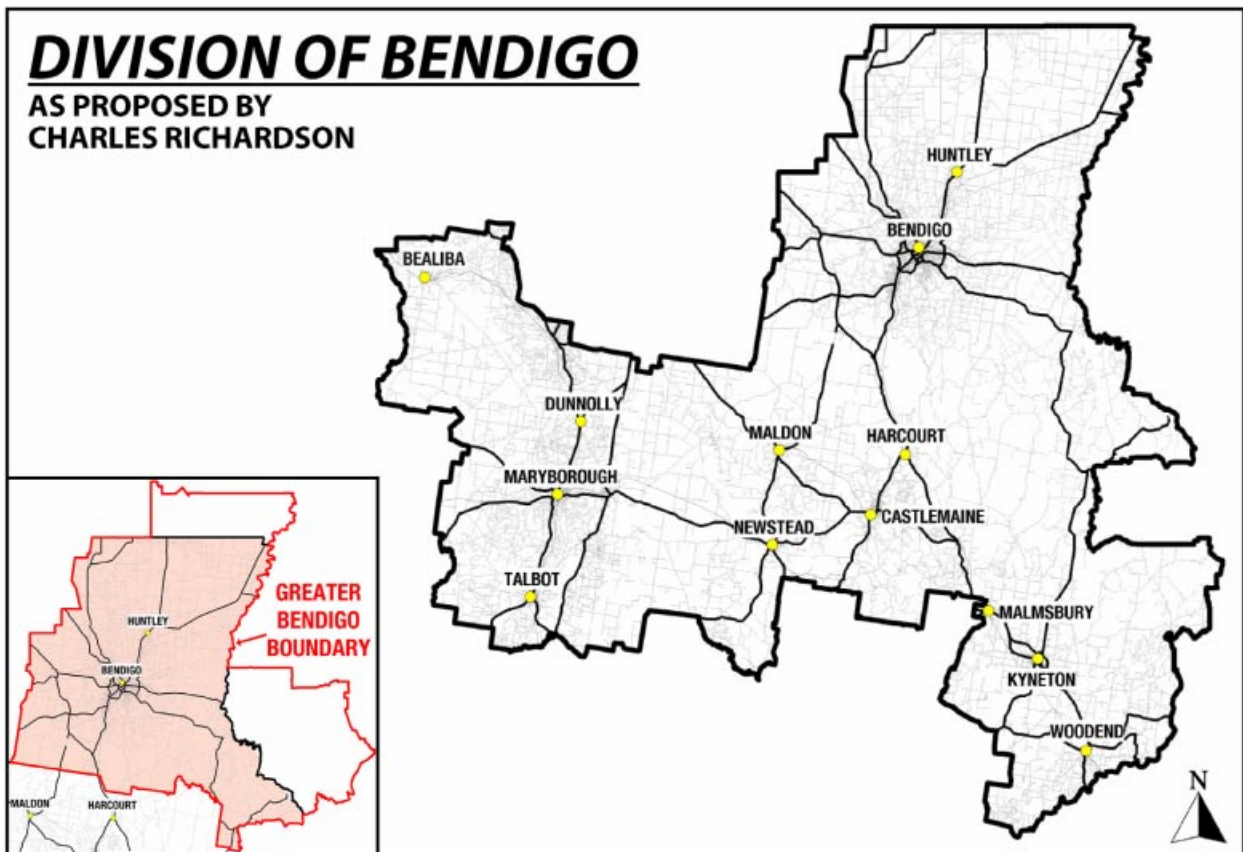 DIVISION OF BENDIGO
AS PROPOSED BY
CHARLES RICHARDSON
HUNTLEY
BENDIGO
BEALIBA
DUNNOLLY
MALDON
HARCOURT
MARYBOROUGH
NEWSTEAD
CASTLEMAINE
TALBOT
MALMSBURY
KYNETON
WOODEND
N
GREATER
BENDIGO
BOUNDARY
HUNTLEY
BENDIGO
MALDON
HARCOURT